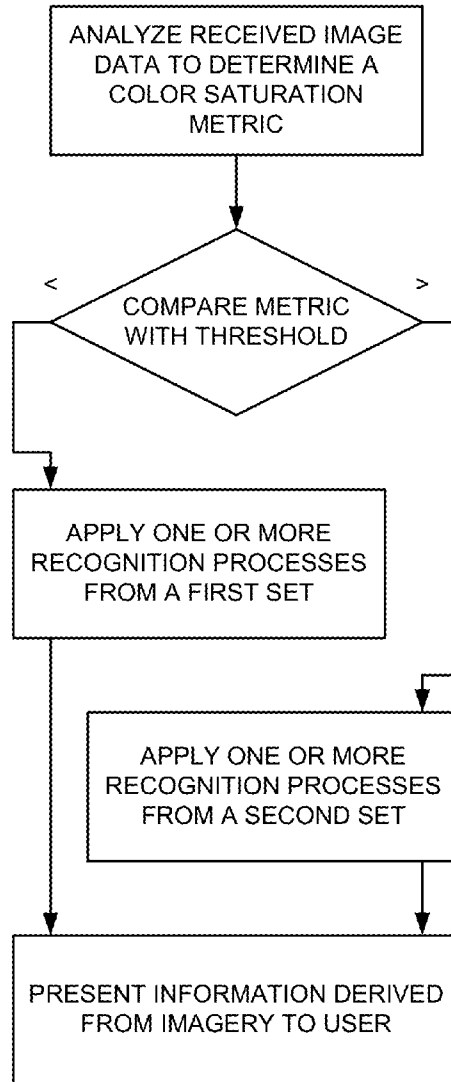 ANALYZE RECEIVED IMAGE
DATA TO DETERMINE A
COLOR SATURATION
METRIC
<
>
COMPARE METRIC
WITH THRESHOLD
APPLY ONE OR MORE
RECOGNITION PROCESSES
FROM A FIRST SET
APPLY ONE OR MORE
RECOGNITION PROCESSES
FROM A SECOND SET
PRESENT INFORMATION DERIVED
FROM IMAGERY TO USER